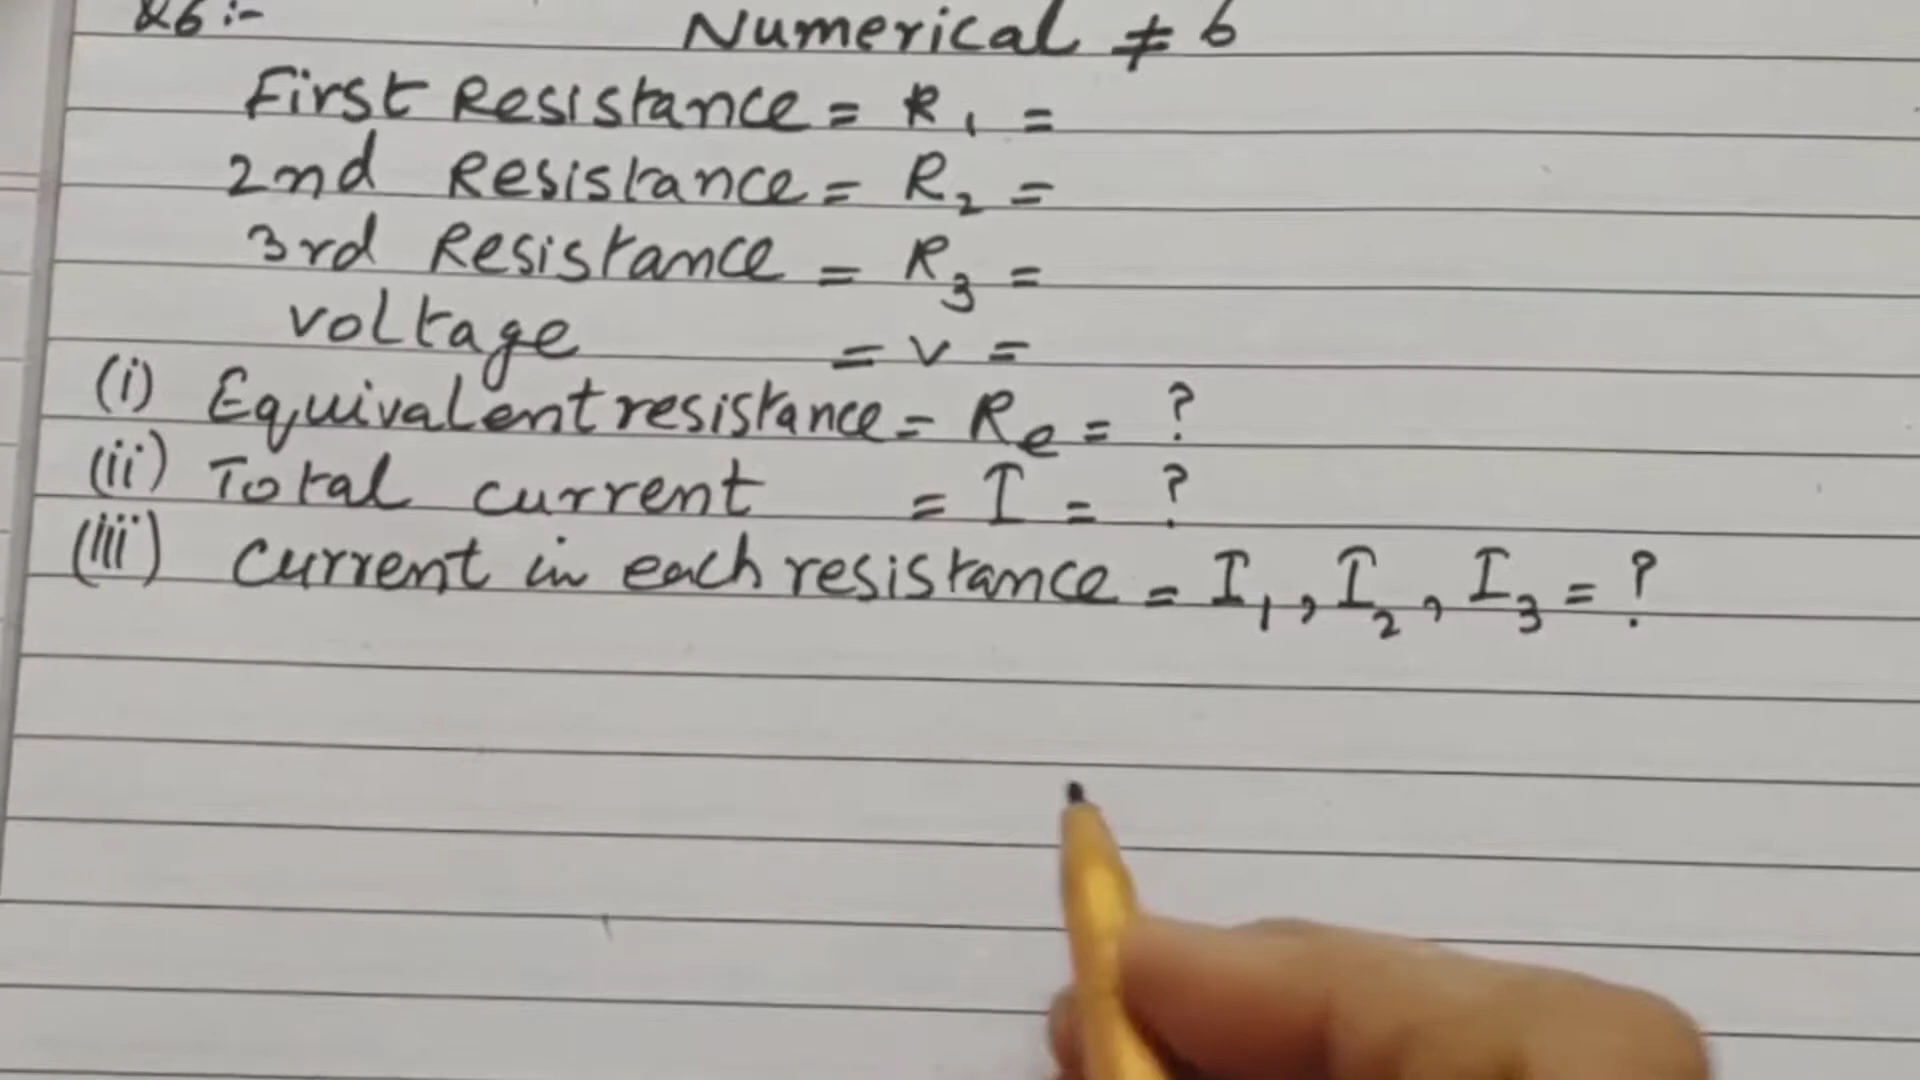 Q6:- Numerical ≠ 6
First Resistance = R1 =
2nd Resistance = R2 =
3rd Resistance = R3 =
voltage = v =
(i) Equivalent resistance = Re = ?
(ii) Total current = I = ?
(iii) Current in each resistance = I1, I2, I3 = ?